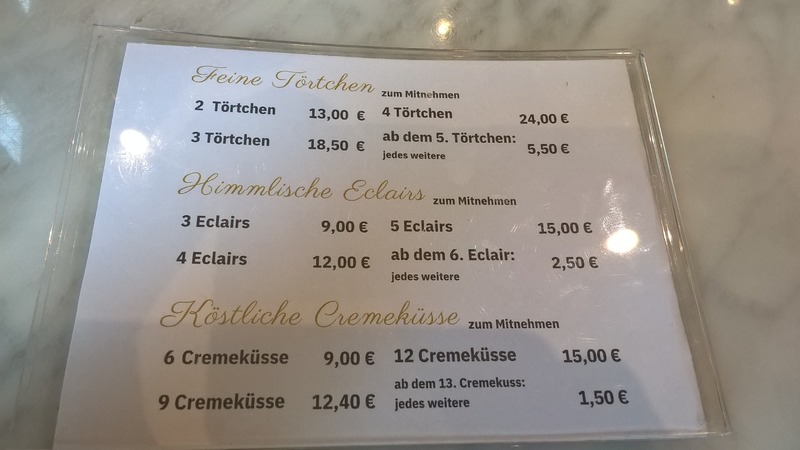 Feine Törtchen zum Mitnehmen
2 Törtchen 13,00 € 4 Törtchen 24,00 €
3 Törtchen 18,50 € ab dem 5. Törtchen: 5,50 €
jedes weitere
Himmlische Eclairs zum Mitnehmen
3 Eclairs 9,00 € 5 Eclairs 15,00 €
4 Eclairs 12,00 € ab dem 6. Eclair: 2,50 €
jedes weitere
Köstliche Cremeküsse zum Mitnehmen
6 Cremeküsse 9,00 € 12 Cremeküsse 15,00 €
ab dem 13. Cremekuss:
9 Cremeküsse 12,40 € jedes weitere 1,50 €